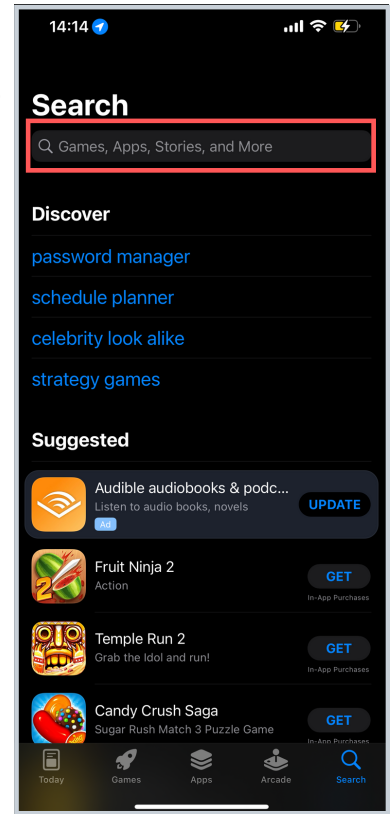 14:14
Search
Games, Apps, Stories, and More
Discover
password manager
schedule planner
celebrity look alike
strategy games
Suggested
Audible audiobooks & podc...
Listen to audio books, novels
Ad
UPDATE
2
Fruit Ninja 2
Action
GET
In-App Purchases
Temple Run 2
Grab the Idol and run!
GET
In-App Purchases
Candy Crush Saga
Sugar Rush Match 3 Puzzle Game
GET
In-App Purchases
Today
Games
Apps
Arcade
Search